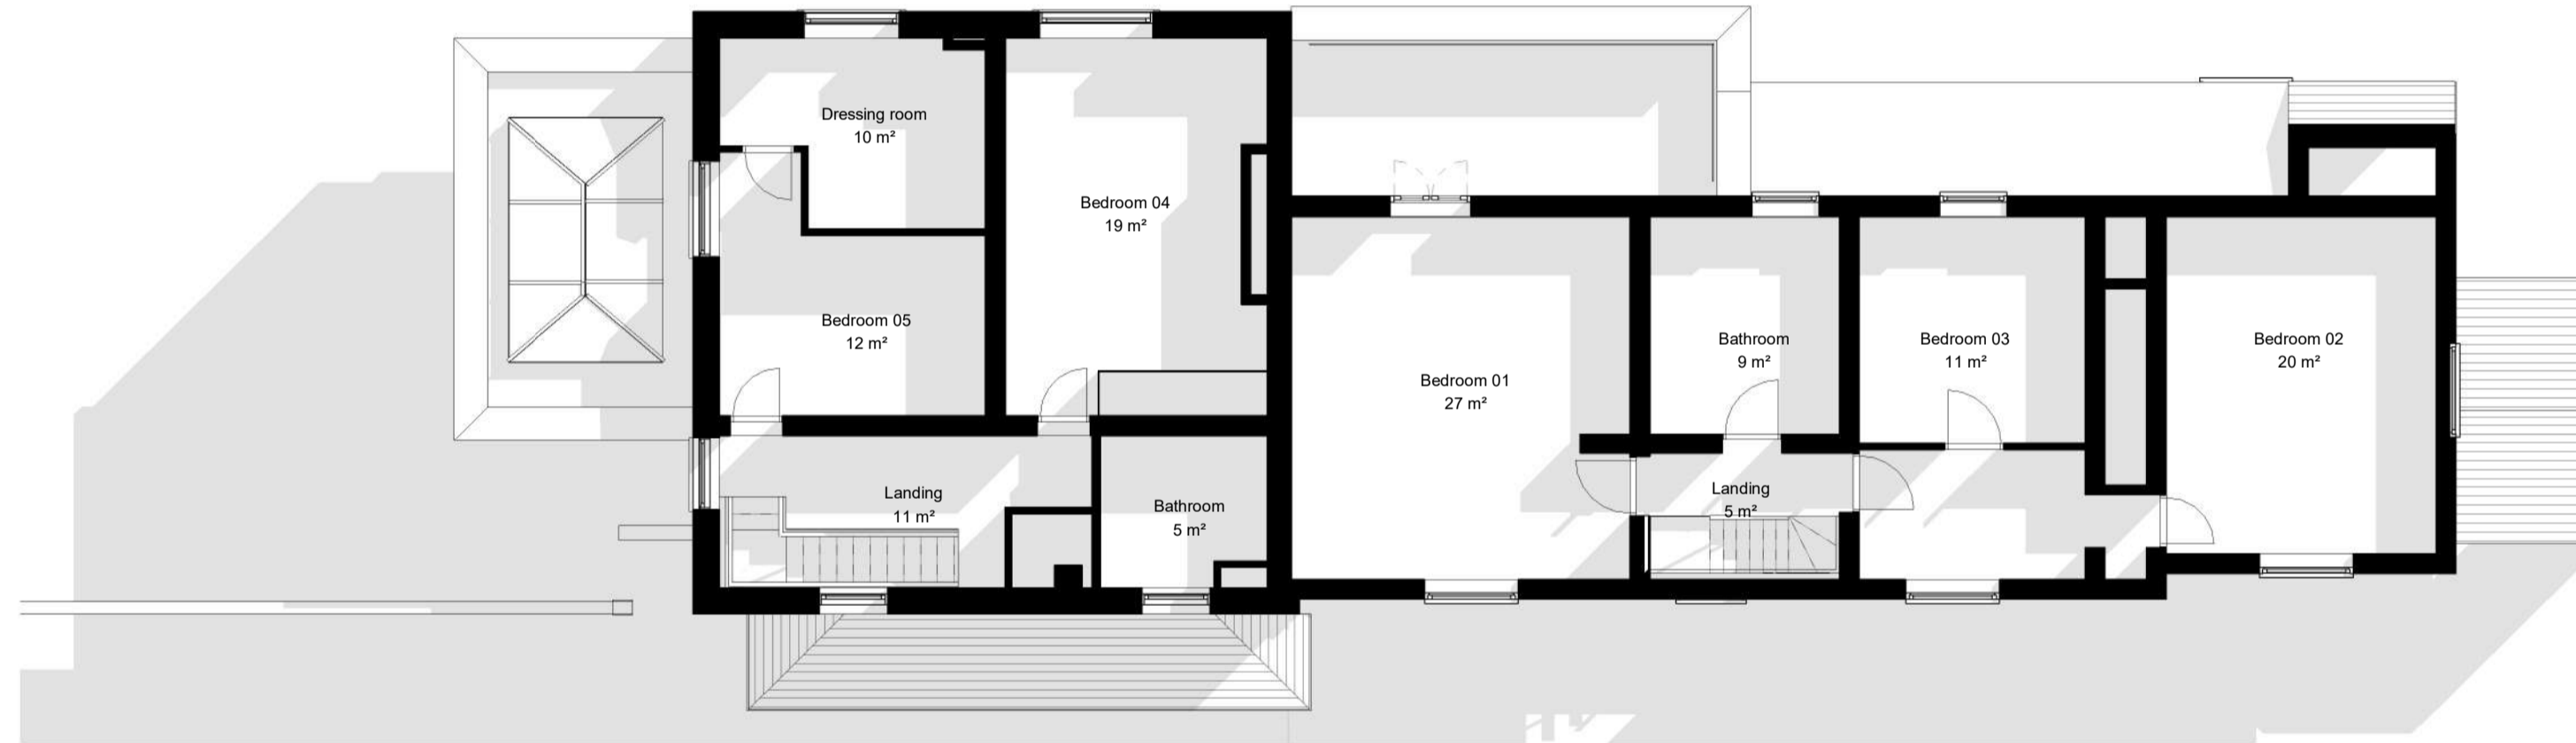 Dressing room
10 m²
Bedroom 04
19 m²
Bedroom 05
12 m²
Landing
11 m²
Bathroom
5 m²
Bedroom 01
27 m²
Bathroom
9 m²
Landing
5 m²
Bedroom 03
11 m²
Bedroom 02
20 m²